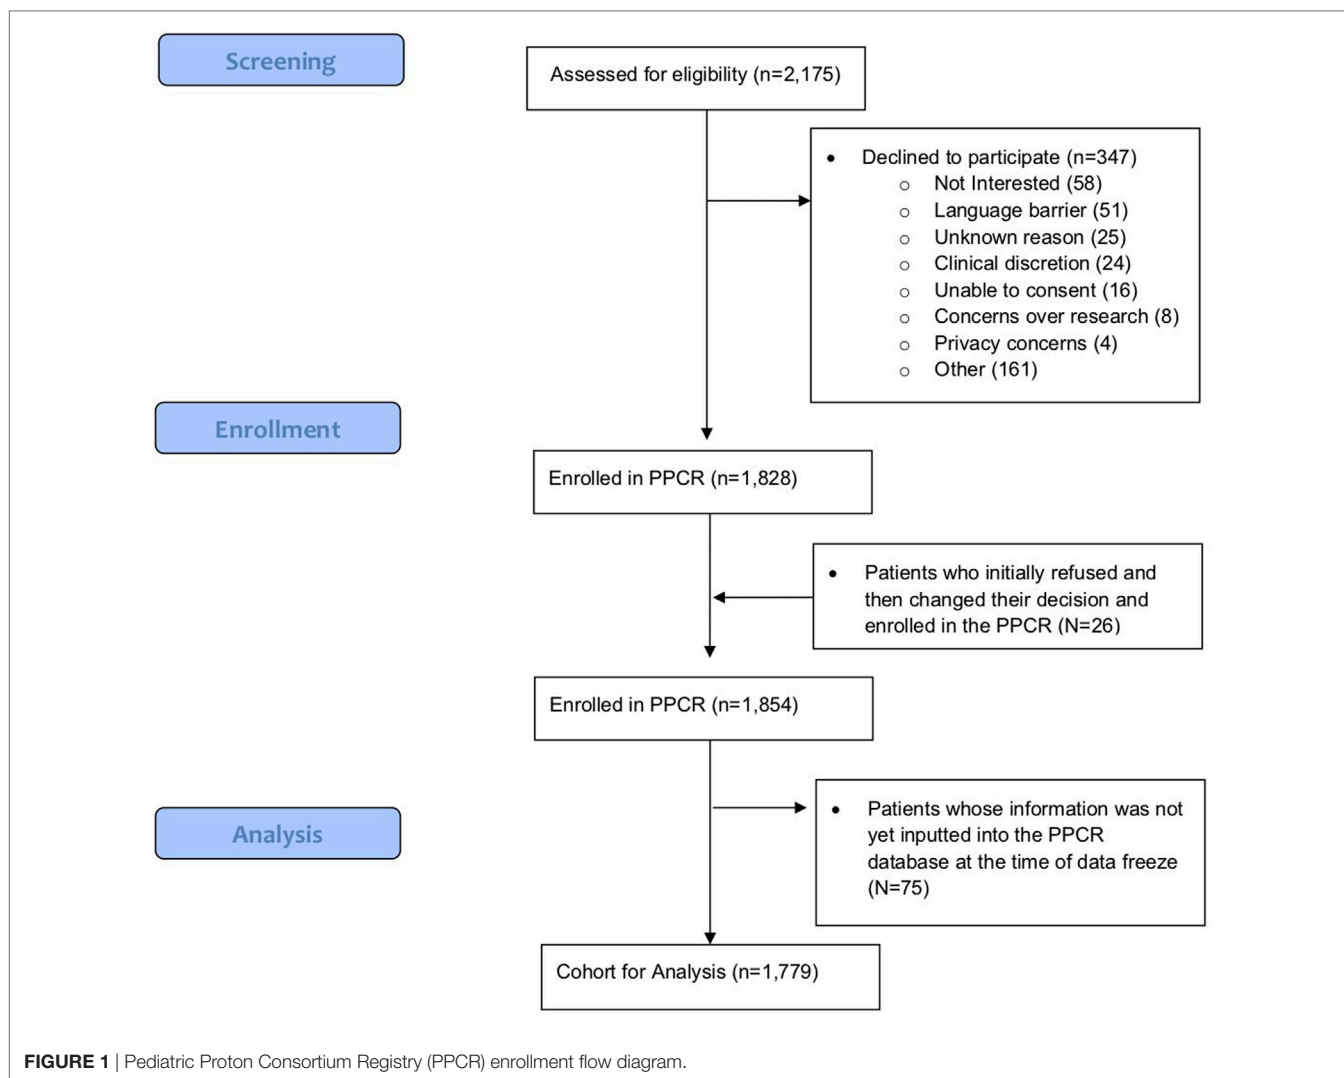 Screening
Assessed for eligibility (n=2,175)
• Declined to participate (n=347)
o Not Interested (58)
o Language barrier (51)
o Unknown reason (25)
o Clinical discretion (24)
o Unable to consent (16)
o Concerns over research (8)
o Privacy concerns (4)
o Other (161)
Enrollment
Enrolled in PPCR (n=1,828)
• Patients who initially refused and
then changed their decision and
enrolled in the PPCR (N=26)
Enrolled in PPCR (n=1,854)
Analysis
• Patients whose information was not
yet inputted into the PPCR
database at the time of data freeze
(N=75)
Cohort for Analysis (n=1,779)
FIGURE 1 | Pediatric Proton Consortium Registry (PPCR) enrollment flow diagram.